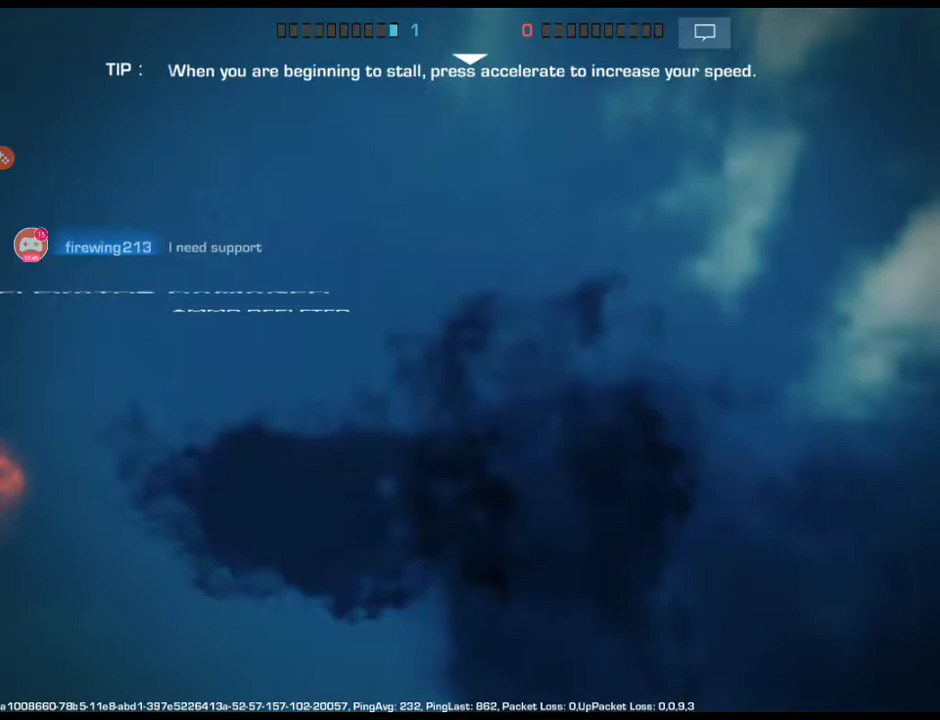 1 0
TIP : When you are beginning to stall, press accelerate to increase your speed.
15
firewing213 I need support
a1008660-78b5-11e8-abd1-397e5226413a-52-57-157-102-20057, PingAvg: 232, PingLast: 862, Packet Loss: 0,UpPacket Loss: 0,0,9,3